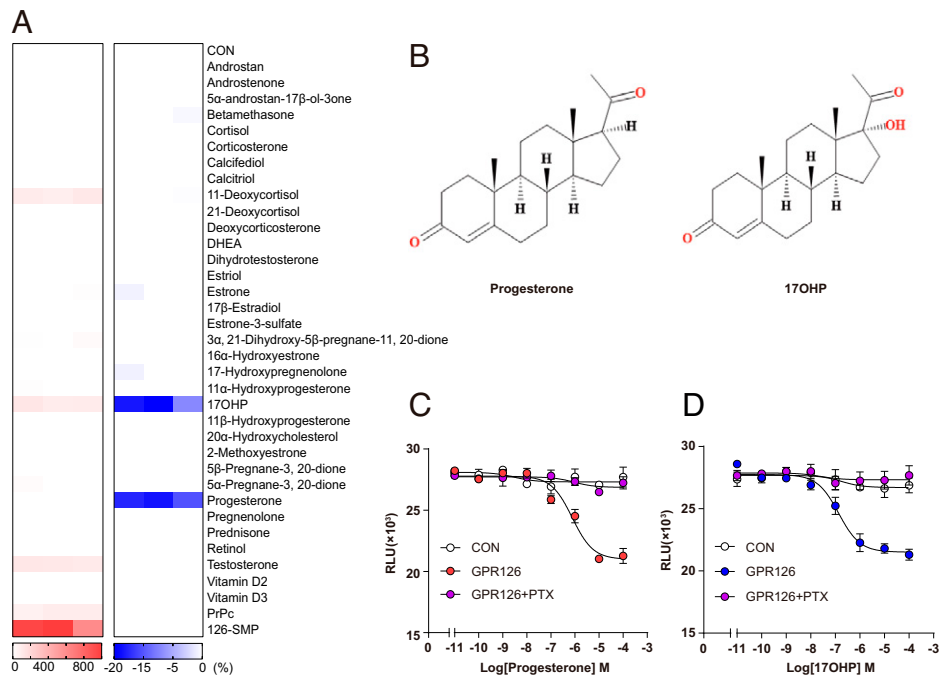 A
CON
Androstan
Androstenone
5α-androstan-17β-ol-3one
Betamethasone
Cortisol
Corticosterone
Calcifediol
Calcitriol
11-Deoxycortisol
21-Deoxycortisol
Deoxycorticosterone
DHEA
Dihydrotestosterone
Estriol
Estrone
17β-Estradiol
Estrone-3-sulfate
3α, 21-Dihydroxy-5β-pregnane-11, 20-dione
16α-Hydroxyestrone
17-Hydroxypregnenolone
11α-Hydroxyprogesterone
17OHP
11β-Hydroxyprogesterone
20α-Hydroxycholesterol
2-Methoxyestrone
5β-Pregnane-3, 20-dione
5α-Pregnane-3, 20-dione
Progesterone
Pregnenolone
Prednisone
Retinol
Testosterone
Vitamin D2
Vitamin D3
PrPc
126-SMP
0 400 800
-20 -15 -5 0 (%)
B
O
H
H
H
H
O
Progesterone
O
OH
H
H
H
O
17OHP
C
RLU(×10³)
30
25
20
15
CON
GPR126
GPR126+PTX
0 -11 -10 -9 -8 -7 -6 -5 -4 -3
Log[Progesterone] M
D
RLU(×10³)
30
25
20
15
CON
GPR126
GPR126+PTX
0 -11 -10 -9 -8 -7 -6 -5 -4 -3
Log[17OHP] M